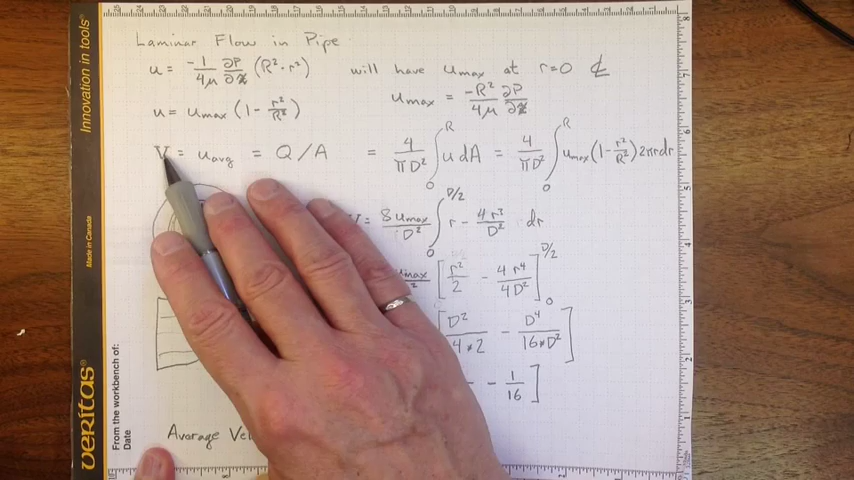 Laminar Flow in Pipe
u = -1/4μ ∂P/∂x (R² - r²) will have umax at r=0 ℄
umax = -R²/4μ ∂P/∂x
u = umax (1 - r²/R²)
V = uavg = Q/A = 4/πD² ∫₀ᴿ u dA = 4/πD² ∫₀ᴿ umax (1 - r²/R²) 2πr dr
= 8umax/D² ∫₀^D/2 r - 4r³/D² dr
[r²/2 - 4r⁴/4D²]₀^D/2
[D²/4*2 - D⁴/16*D²]
- 1/16]
Average
Innovation in tools®
Made in Canada
veritas®
From the workbench of:
Date